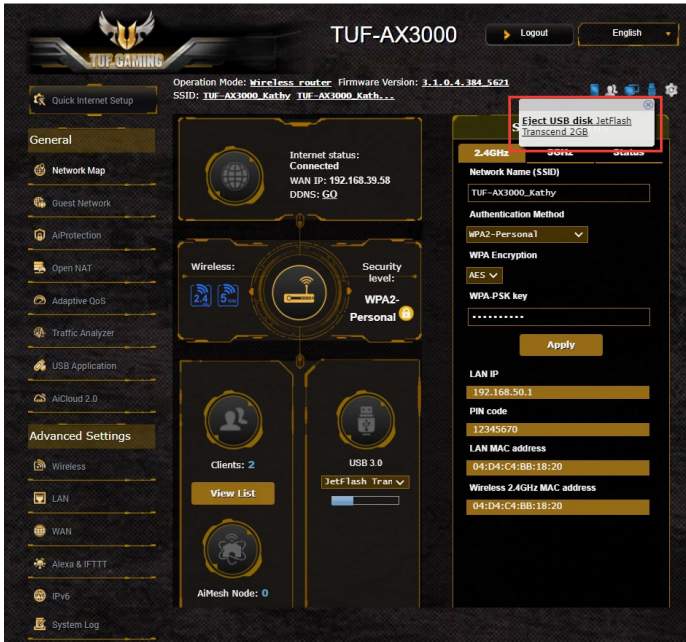 TUF GAMING
TUF-AX3000
Logout
English
Operation Mode: Wireless router Firmware Version: 3.1.0.4.384_5621
SSID: TUF-AX3000_Kathy TUF-AX3000_Kath...
Eject USB disk JetFlash
Transcend 2GB
Quick Internet Setup
General
Network Map
Guest Network
AiProtection
Open NAT
Adaptive QoS
Traffic Analyzer
USB Application
AiCloud 2.0
Advanced Settings
Wireless
LAN
WAN
Alexa & IFTTT
IPv6
System Log
Internet status:
Connected
WAN IP: 192.168.39.58
DDNS: GO
Wireless:
2.4
5
Security
level:
WPA2-
Personal
Clients: 2
View List
AiMesh Node: 0
USB 3.0
JetFlash Tran
S
2.4GHz
5GHz
Status
Network Name (SSID)
TUF-AX3000_Kathy
Authentication Method
WPA2-Personal
WPA Encryption
AES
WPA-PSK key
••••••••••
Apply
LAN IP
192.168.50.1
PIN code
12345670
LAN MAC address
04:D4:C4:BB:18:20
Wireless 2.4GHz MAC address
04:D4:C4:BB:18:20